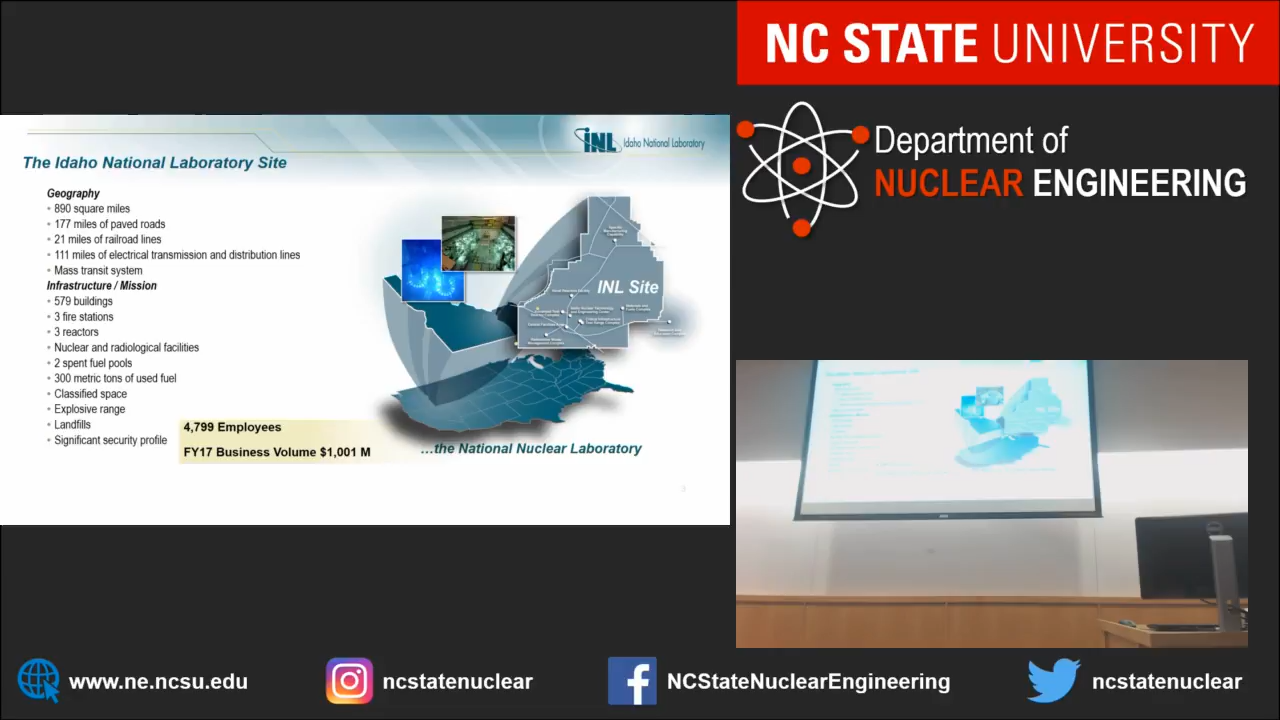 NC STATE UNIVERSITY
Department of
NUCLEAR ENGINEERING
INL Idaho National Laboratory
The Idaho National Laboratory Site
Geography
• 890 square miles
• 177 miles of paved roads
• 21 miles of railroad lines
• 111 miles of electrical transmission and distribution lines
• Mass transit system
Infrastructure / Mission
• 579 buildings
• 3 fire stations
• 3 reactors
• Nuclear and radiological facilities
• 2 spent fuel pools
• 300 metric tons of used fuel
• Classified space
• Explosive range
• Landfills
• Significant security profile
4,799 Employees
FY17 Business Volume $1,001 M
INL Site
…the National Nuclear Laboratory
www.ne.ncsu.edu
ncstatenuclear
NCStateNuclearEngineering
ncstatenuclear